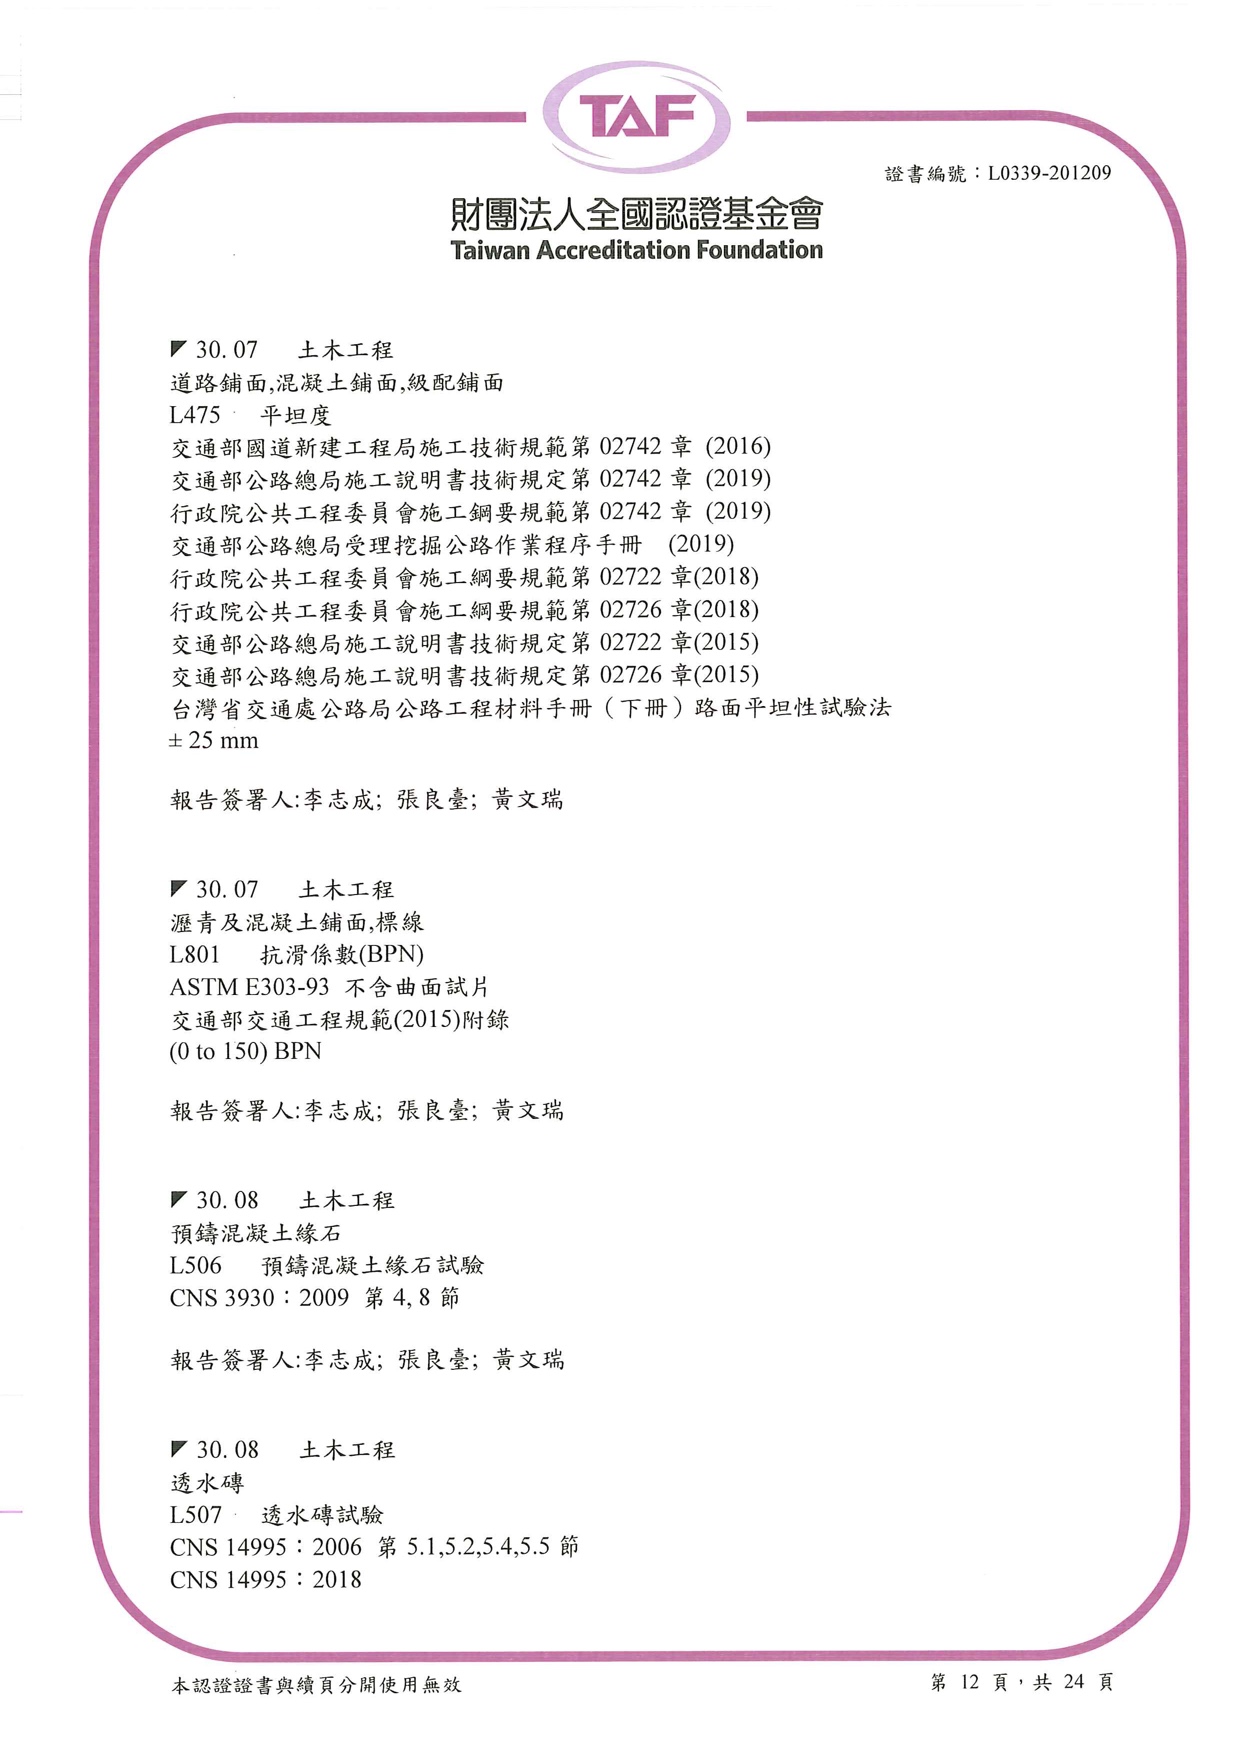 TAF
證書編號：L0339-201209
財團法人全國認證基金會
Taiwan Accreditation Foundation
30.07 土木工程
道路鋪面,混凝土鋪面,級配鋪面
L475 平坦度
交通部國道新建工程局施工技術規範第 02742 章 (2016)
交通部公路總局施工說明書技術規定第 02742 章 (2019)
行政院公共工程委員會施工鋼要規範第 02742 章 (2019)
交通部公路總局受理挖掘公路作業程序手冊 (2019)
行政院公共工程委員會施工綱要規範第 02722 章(2018)
行政院公共工程委員會施工綱要規範第 02726 章(2018)
交通部公路總局施工說明書技術規定第 02722 章(2015)
交通部公路總局施工說明書技術規定第 02726 章(2015)
台灣省交通處公路局公路工程材料手冊（下冊）路面平坦性試驗法
± 25 mm
報告簽署人:李志成; 張良臺; 黃文瑞
30.07 土木工程
瀝青及混凝土鋪面,標線
L801 抗滑係數(BPN)
ASTM E303-93 不含曲面試片
交通部交通工程規範(2015)附錄
(0 to 150) BPN
報告簽署人:李志成; 張良臺; 黃文瑞
30.08 土木工程
預鑄混凝土緣石
L506 預鑄混凝土緣石試驗
CNS 3930：2009 第 4, 8 節
報告簽署人:李志成; 張良臺; 黃文瑞
30.08 土木工程
透水磚
L507 透水磚試驗
CNS 14995：2006 第 5.1,5.2,5.4,5.5 節
CNS 14995：2018
本認證證書與續頁分開使用無效
第 12 頁，共 24 頁